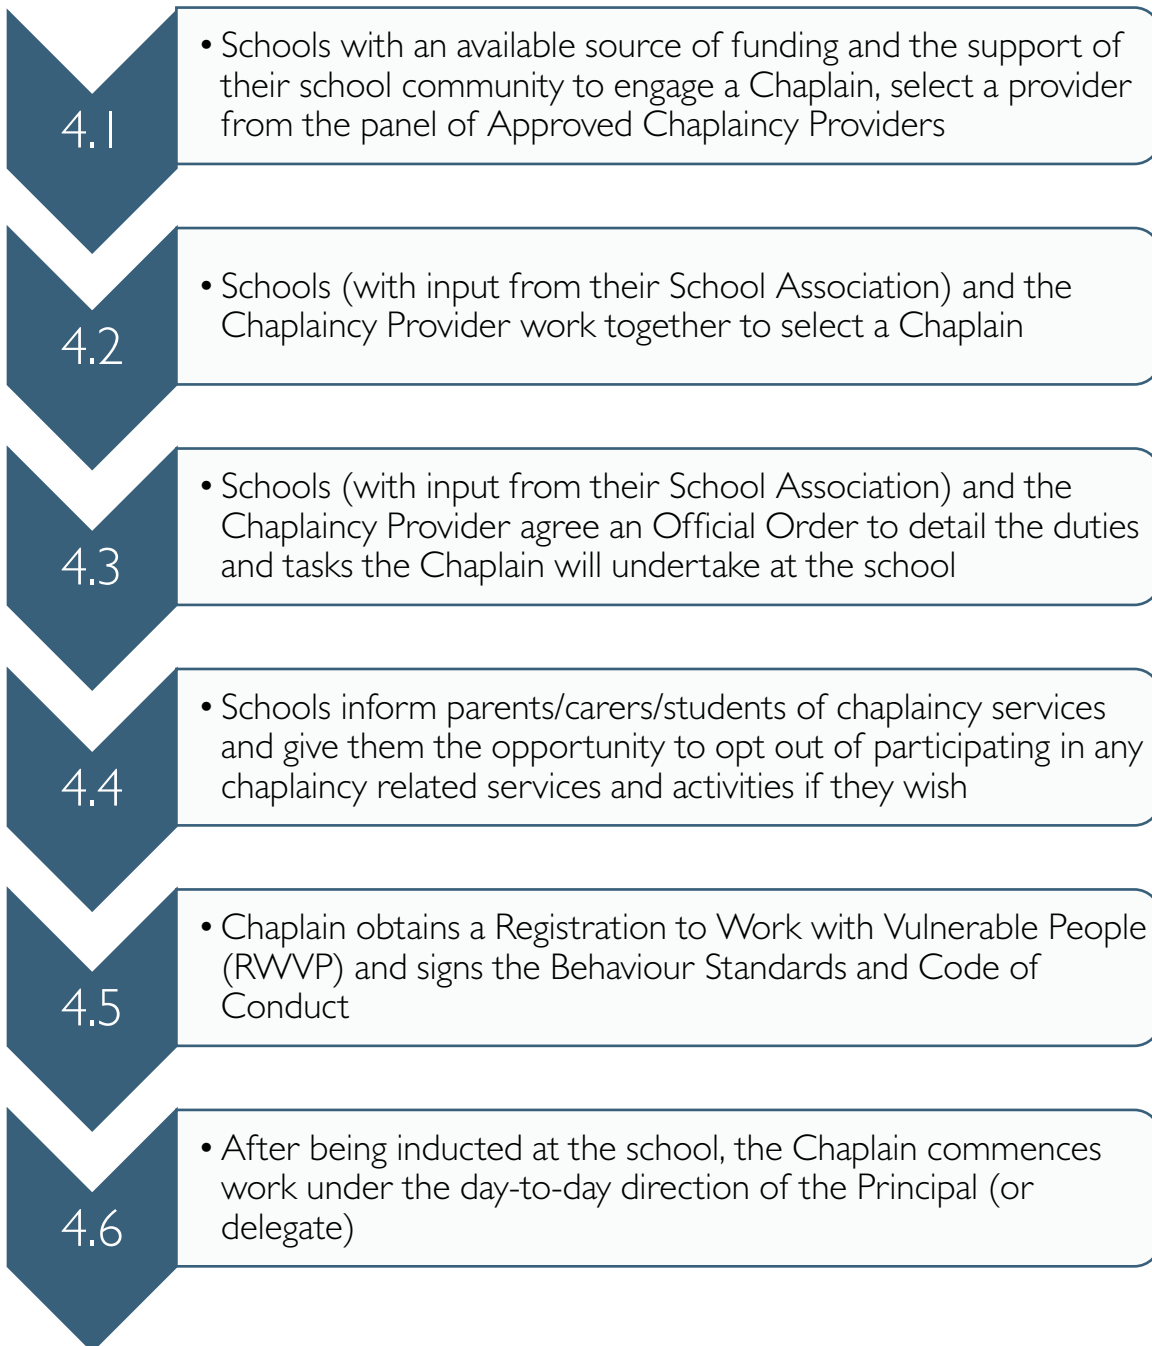 4.1
• Schools with an available source of funding and the support of
their school community to engage a Chaplain, select a provider
from the panel of Approved Chaplaincy Providers
4.2
• Schools (with input from their School Association) and the
Chaplaincy Provider work together to select a Chaplain
4.3
• Schools (with input from their School Association) and the
Chaplaincy Provider agree an Official Order to detail the duties
and tasks the Chaplain will undertake at the school
4.4
• Schools inform parents/carers/students of chaplaincy services
and give them the opportunity to opt out of participating in any
chaplaincy related services and activities if they wish
4.5
• Chaplain obtains a Registration to Work with Vulnerable People
(RWVP) and signs the Behaviour Standards and Code of
Conduct
4.6
• After being inducted at the school, the Chaplain commences
work under the day-to-day direction of the Principal (or
delegate)